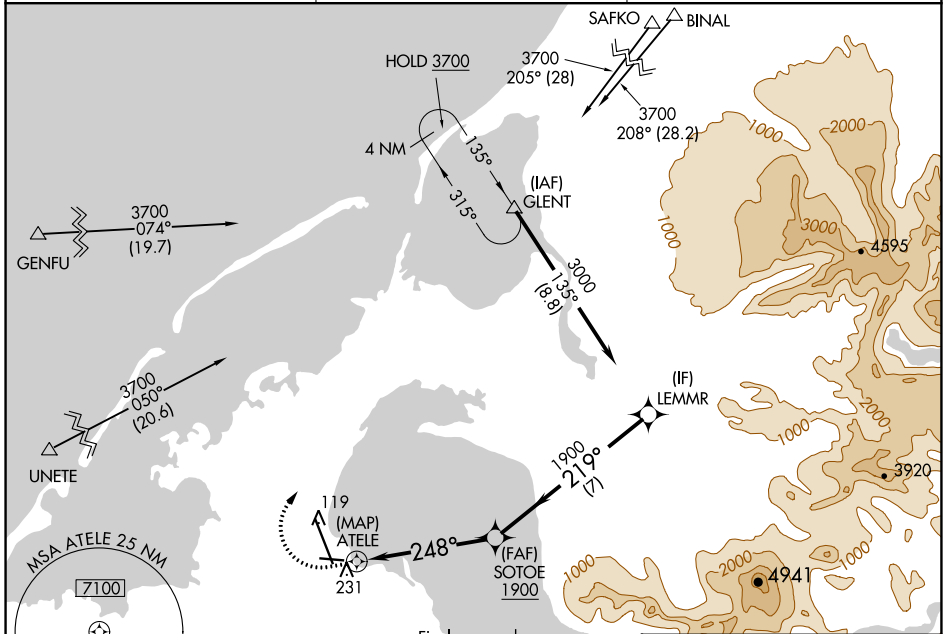 SAFKO
BINAL
HOLD 3700
3700
205° (28)
3700
208° (28.2)
1000
2000
4 NM
135°
315°
(IAF)
GLENT
1000
3000
4595
3700
074°
(19.7)
GENFU
3000
135°
(8.8)
3700
050°
(20.6)
UNETE
(IF)
LEMMR
2000
1000
1900
219°
(7)
3920
119
(MAP)
ATELE
248°
(FAF)
SOTOE
1900
231
MSA ATELE 25 NM
7100
1000
2000
1000
4941